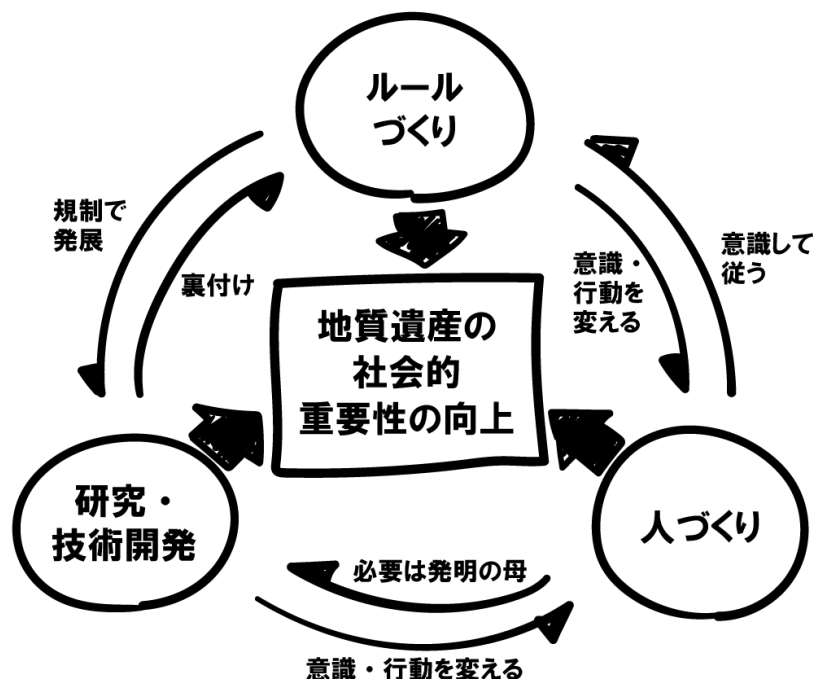 ルール
づくり
規制で
発展
裏付け
意識・
行動を
変える
意識して
従う
地質遺産の
社会的
重要性の向上
研究・
技術開発
人づくり
必要は発明の母
意識・行動を変える